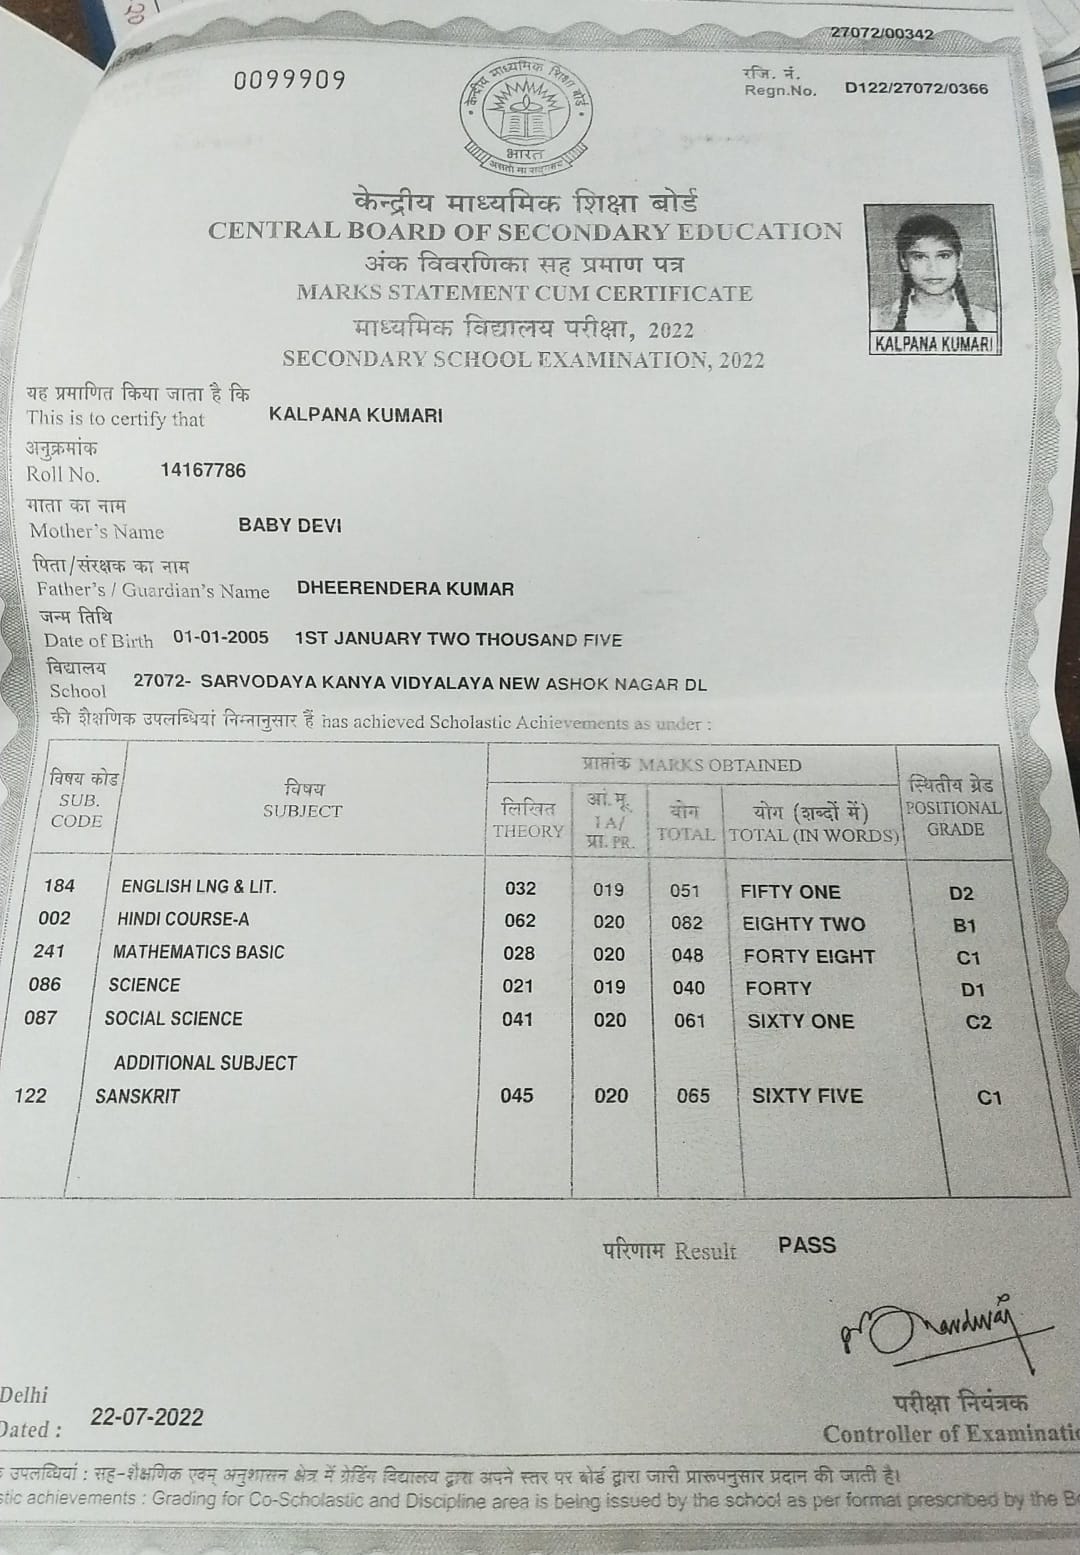 27072/00342
0099909
रजि. नं.
Regn.No. D122/27072/0366
केन्द्रीय माध्यमिक शिक्षा बोर्ड
भारत
केन्द्रीय माध्यमिक शिक्षा बोर्ड
CENTRAL BOARD OF SECONDARY EDUCATION
अंक विवरणिका सह प्रमाण पत्र
MARKS STATEMENT CUM CERTIFICATE
माध्यमिक विद्यालय परीक्षा, 2022
SECONDARY SCHOOL EXAMINATION, 2022
KALPANA KUMARI
यह प्रमाणित किया जाता है कि
This is to certify that KALPANA KUMARI
अनुक्रमांक
Roll No. 14167786
माता का नाम
Mother's Name BABY DEVI
पिता/संरक्षक का नाम
Father's / Guardian's Name DHEERENDERA KUMAR
जन्म तिथि
Date of Birth 01-01-2005 1ST JANUARY TWO THOUSAND FIVE
विद्यालय
School 27072- SARVODAYA KANYA VIDYALAYA NEW ASHOK NAGAR DL
की शैक्षणिक उपलब्धियां निम्नानुसार हैं has achieved Scholastic Achievements as under :
विषय कोड
SUB.
CODE
विषय
SUBJECT
प्राप्तांक MARKS OBTAINED
लिखित
THEORY
आं.मू.
IA/
प्रा. PR.
योग
TOTAL
योग (शब्दों में)
TOTAL (IN WORDS)
स्थितीय ग्रेड
POSITIONAL
GRADE
184 ENGLISH LNG & LIT. 032 019 051 FIFTY ONE D2
002 HINDI COURSE-A 062 020 082 EIGHTY TWO B1
241 MATHEMATICS BASIC 028 020 048 FORTY EIGHT C1
086 SCIENCE 021 019 040 FORTY D1
087 SOCIAL SCIENCE 041 020 061 SIXTY ONE C2
ADDITIONAL SUBJECT
122 SANSKRIT 045 020 065 SIXTY FIVE C1
परिणाम Result PASS
Delhi
Dated : 22-07-2022
परीक्षा नियंत्रक
Controller of Examinatio
उपलब्धियां : सह-शैक्षणिक एवम् अनुशासन क्षेत्र में ग्रेडिंग विद्यालय द्वारा अपने स्तर पर बोर्ड द्वारा जारी प्रारूपनुसार प्रदान की जाती है।
stic achievements : Grading for Co-Scholastic and Discipline area is being issued by the school as per format prescribed by the Bo